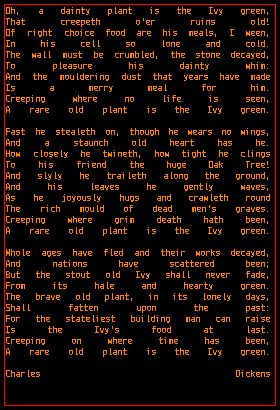 Oh, a dainty plant is the Ivy green,
That creepeth o'er ruins old!
Of right choice food are his meals, I ween,
In his cell so lone and cold.
The wall must be crumbled, the stone decayed,
To pleasure his dainty whim:
And the mouldering dust that years have made
Is a merry meal for him.
Creeping where no life is seen,
A rare old plant is the Ivy green.

Fast he stealeth on, though he wears no wings,
And a staunch old heart has he.
How closely he twineth, how tight he clings
To his friend the huge Oak Tree!
And slyly he traileth along the ground,
And his leaves he gently waves,
As he joyously hugs and crawleth round
The rich mould of dead men's graves.
Creeping where grim death hath been,
A rare old plant is the Ivy green.

Whole ages have fled and their works decayed,
And nations have scattered been;
But the stout old Ivy shall never fade,
From its hale and hearty green.
The brave old plant, in its lonely days,
Shall fatten upon the past:
For the stateliest building man can raise
Is the Ivy's food at last.
Creeping on where time has been,
A rare old plant is the Ivy green.

Charles Dickens